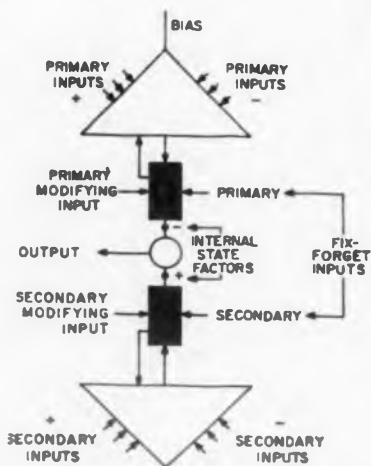 BIAS
PRIMARY
INPUTS
+
PRIMARY
INPUTS
−
PRIMARY
MODIFYING
INPUT
PRIMARY
−
OUTPUT
INTERNAL
STATE
FACTORS
FIX-
FORGET
INPUTS
+
SECONDARY
MODIFYING
INPUT
SECONDARY
+
SECONDARY
INPUTS
−
SECONDARY
INPUTS